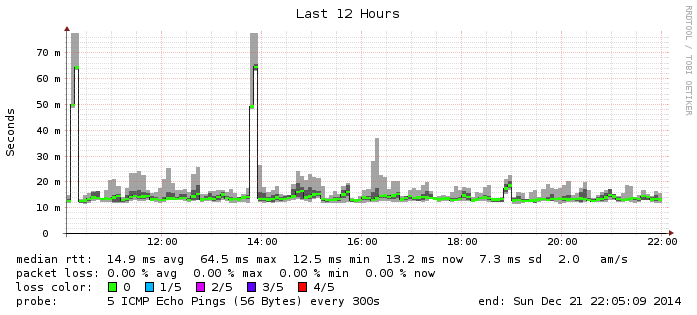 Last 12 Hours
RRDTOOL / TOBI OETIKER
Seconds
70 m
60 m
50 m
40 m
30 m
20 m
10 m
0
12:00 14:00 16:00 18:00 20:00 22:00
median rtt: 14.9 ms avg 64.5 ms max 12.5 ms min 13.2 ms now 7.3 ms sd 2.0 am/s
packet loss: 0.00 % avg 0.00 % max 0.00 % min 0.00 % now
loss color: 0 1/5 2/5 3/5 4/5
probe: 5 ICMP Echo Pings (56 Bytes) every 300s end: Sun Dec 21 22:05:09 2014